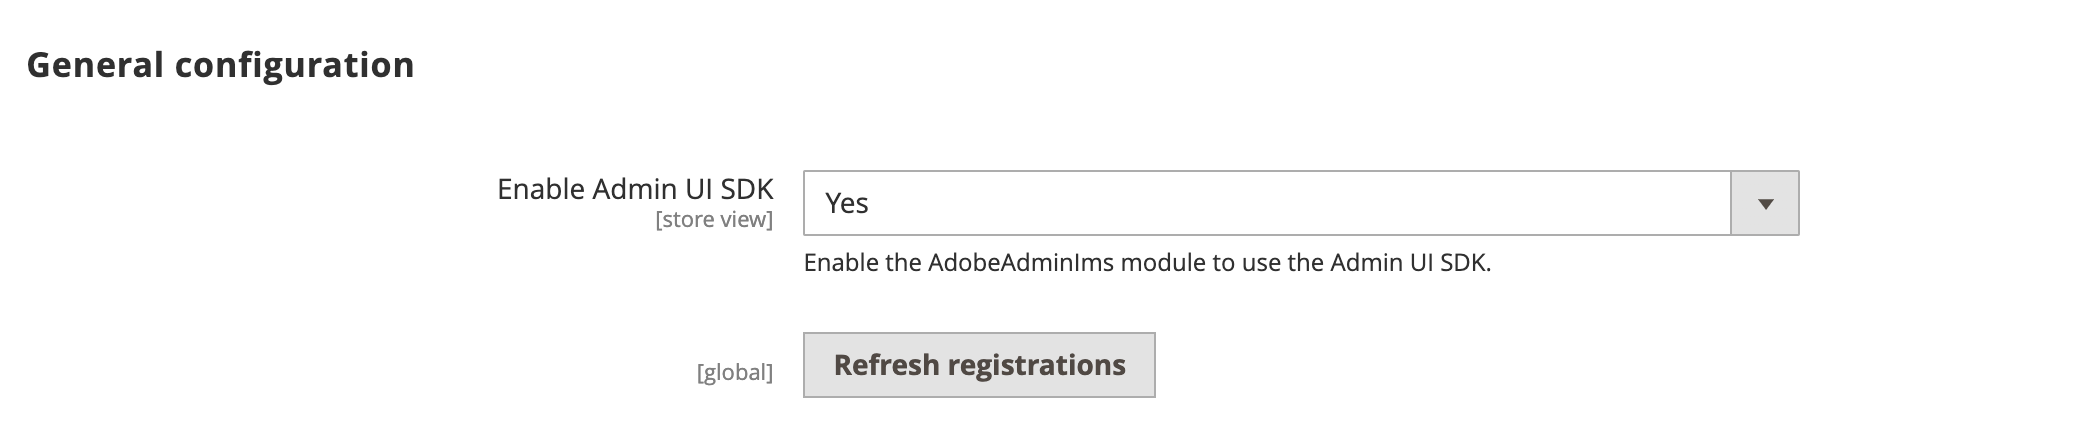 General configuration
Enable Admin UI SDK
[store view]
Yes
Enable the AdobeAdminIms module to use the Admin UI SDK.
[global]
Refresh registrations